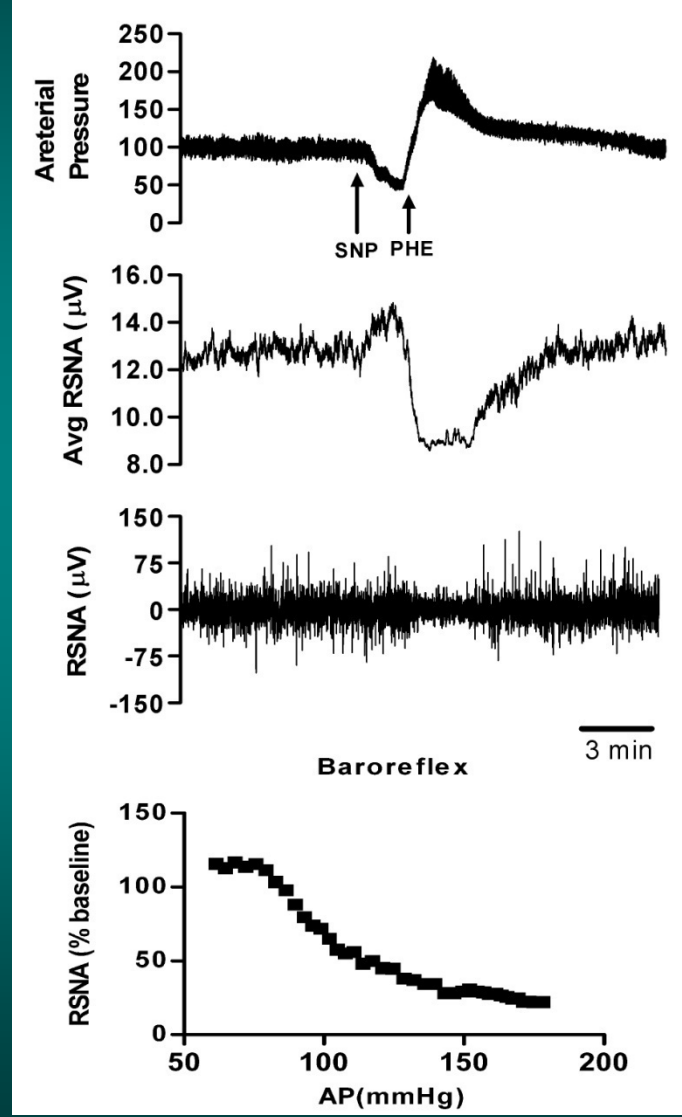 Areterial
Pressure
250
200
150
100
50
0
SNP PHE
Avg RSNA (μV)
16.0
14.0
12.0
10.0
8.0
RSNA
(μV)
150
75
0
-75
-150
3 min
Baroreflex
RSNA (% baseline)
150
100
50
0
50 100 150 200
AP(mmHg)